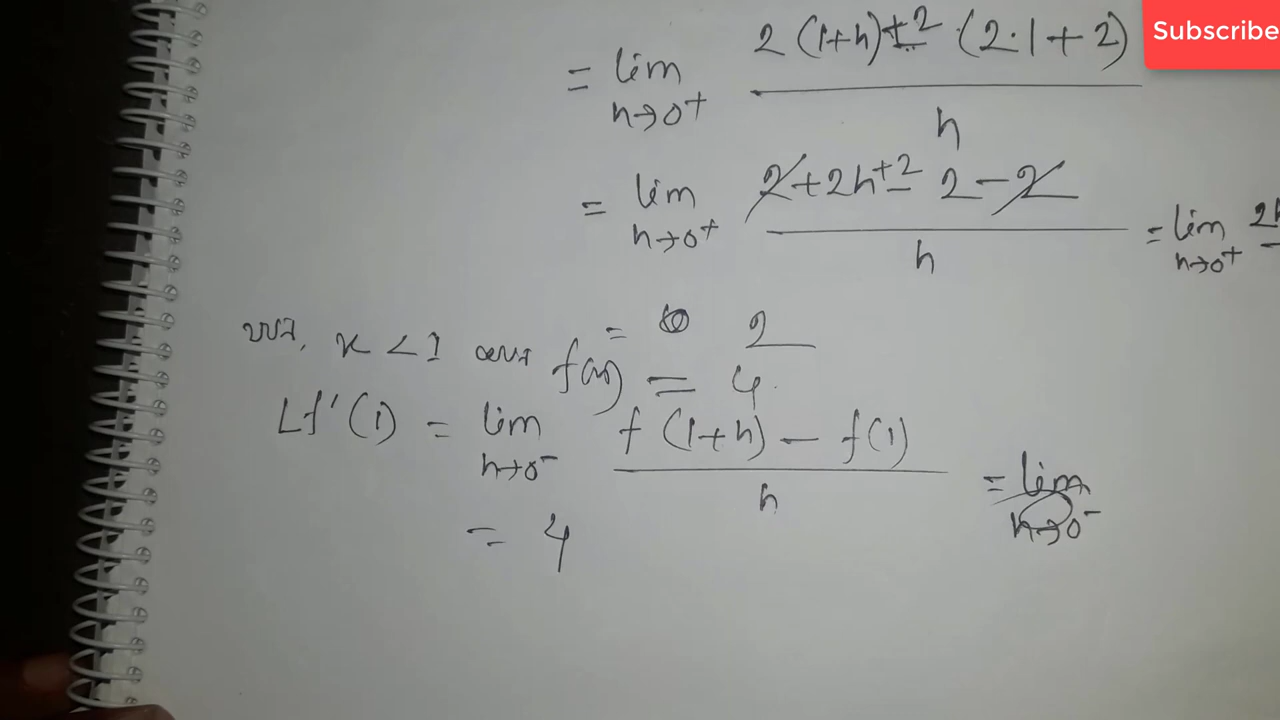 Subscribe
= lim h→0+ 2(1+h)+2 - (2·1+2) / h
= lim h→0+ 2+2h+2-2-2 / h = lim h→0+ 2h
= 2
x < 1 f(x) = 4
Lf'(1) = lim h→0- f(1+h) - f(1) / h = lim h→0-
= 4